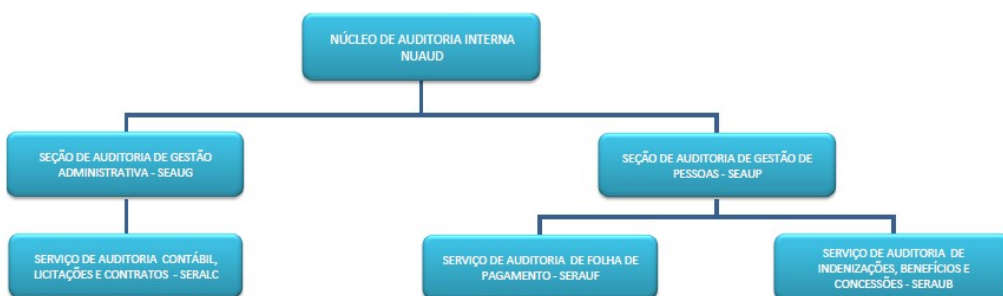 NÚCLEO DE AUDITORIA INTERNA
NUAUD
SEÇÃO DE AUDITORIA DE GESTÃO
ADMINISTRATIVA - SEAUG
SEÇÃO DE AUDITORIA DE GESTÃO DE
PESSOAS - SEAUP
SERVIÇO DE AUDITORIA CONTÁBIL,
LICITAÇÕES E CONTRATOS - SERALC
SERVIÇO DE AUDITORIA DE FOLHA DE
PAGAMENTO - SERAUF
SERVIÇO DE AUDITORIA DE
INDENIZAÇÕES, BENEFÍCIOS E
CONCESSÕES - SERAUB